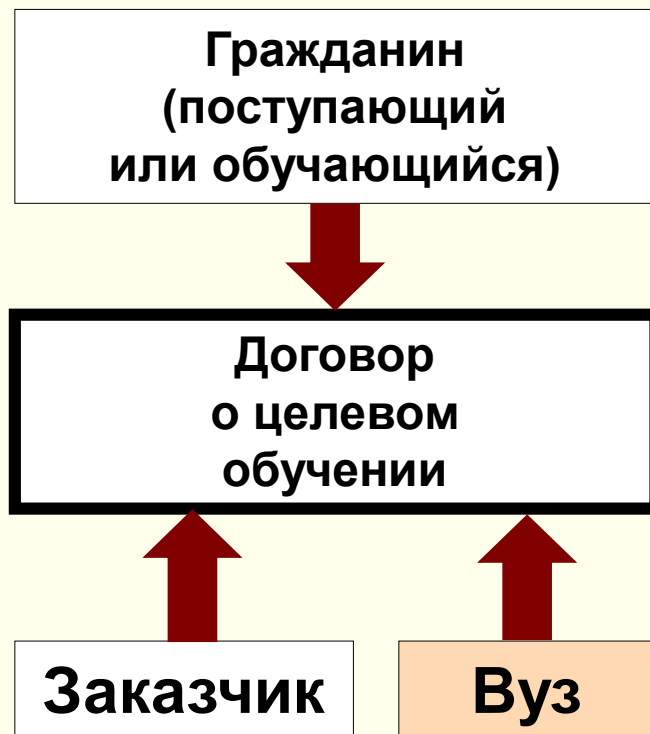 Гражданин
(поступающий
или обучающийся)
Договор
о целевом
обучении
Заказчик
Вуз